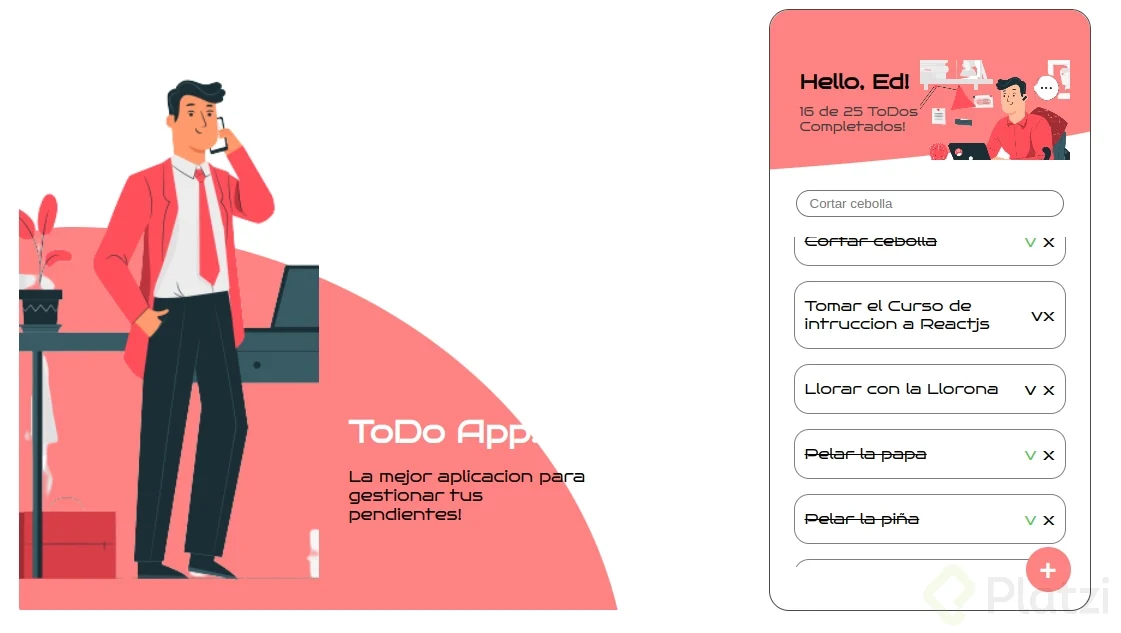 ToDo App.
La mejor aplicacion para
gestionar tus
pendientes!
Hello, Ed!
16 de 25 ToDos
Completados!
Cortar cebolla
Cortar cebolla V X
Tomar el Curso de
intruccion a Reactjs VX
Llorar con la Llorona V X
Pelar la papa V X
Pelar la piña V X
+
Platzi